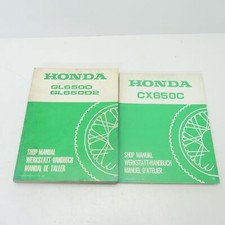 HONDA
GL650D
GL650D2
SHOP MANUAL
WERKSTATT-HANDBUCH
MANUAL DE TALLER
HONDA
CX650C
SHOP MANUAL
WERKSTATT-HANDBUCH
MANUEL D'ATELIER